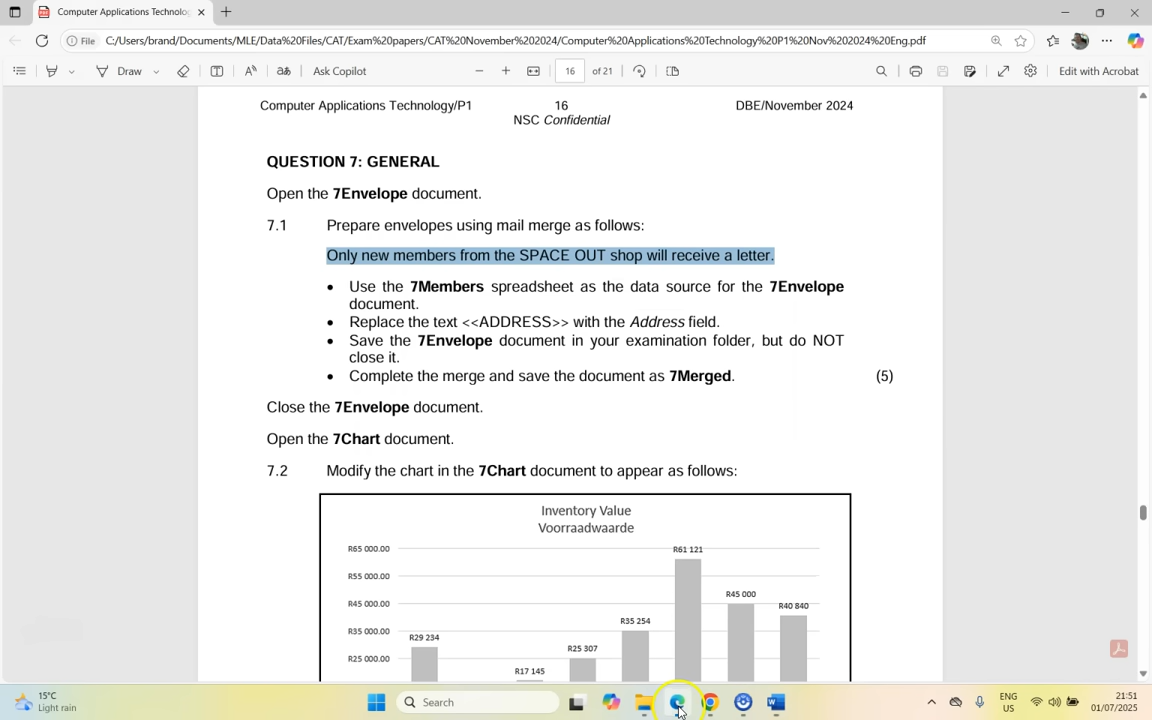 Computer Applications Technolo
File
C:/Users/brand/Documents/MLE/Data%20Files/CAT/Exam%20papers/CAT%20November%202024/Computer%20Applications%20Technology%20P1%20Nov%202024%20Eng.pdf
Draw
Ask Copilot
16 of 21
Edit with Acrobat
Computer Applications Technology/P1 16 DBE/November 2024
NSC Confidential
QUESTION 7: GENERAL
Open the 7Envelope document.
7.1 Prepare envelopes using mail merge as follows:
Only new members from the SPACE OUT shop will receive a letter.
• Use the 7Members spreadsheet as the data source for the 7Envelope
document.
• Replace the text <<ADDRESS>> with the Address field.
• Save the 7Envelope document in your examination folder, but do NOT
close it.
• Complete the merge and save the document as 7Merged. (5)
Close the 7Envelope document.
Open the 7Chart document.
7.2 Modify the chart in the 7Chart document to appear as follows:
Inventory Value
Voorraadwaarde
R65 000.00
R61 121
R55 000.00
R45 000
R45 000.00
R40 840
R35 254
R35 000.00
R29 234
R25 307
R25 000.00
R17 145
15°C
Light rain
Search
ENG
US
21:51
01/07/2025